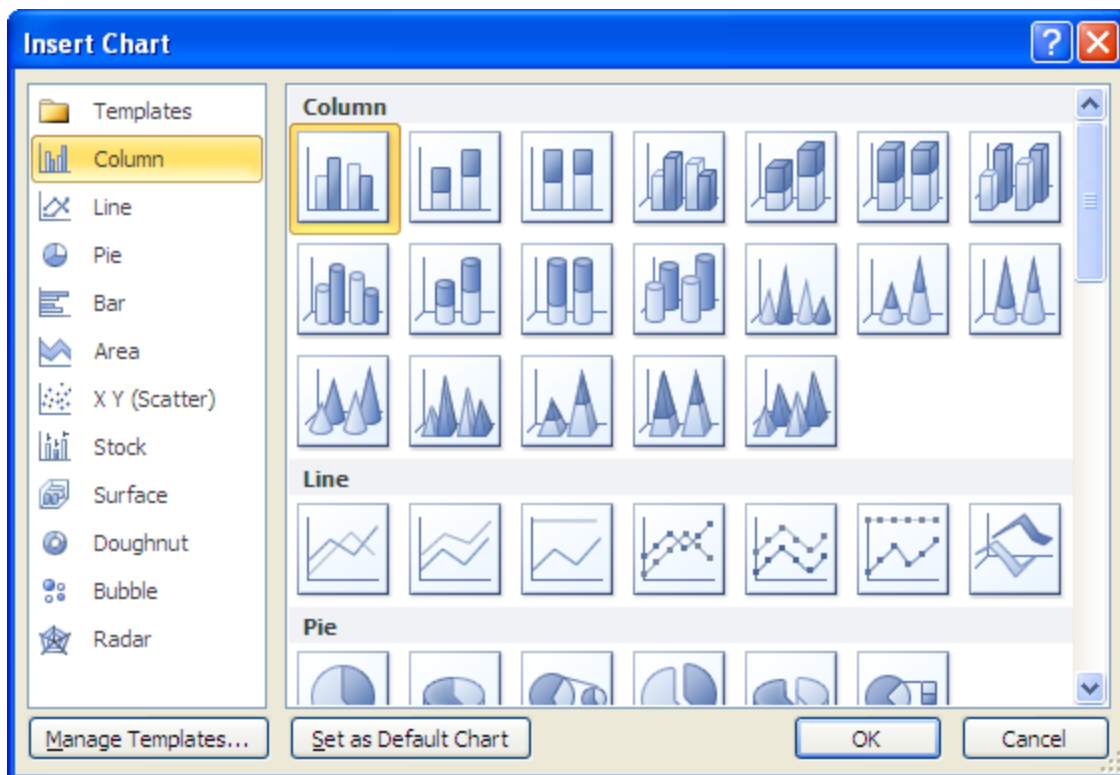 Insert Chart
Templates
Column
Line
Pie
Bar
Area
X Y (Scatter)
Stock
Surface
Doughnut
Bubble
Radar
Column
Line
Pie
Manage Templates...
Set as Default Chart
OK
Cancel